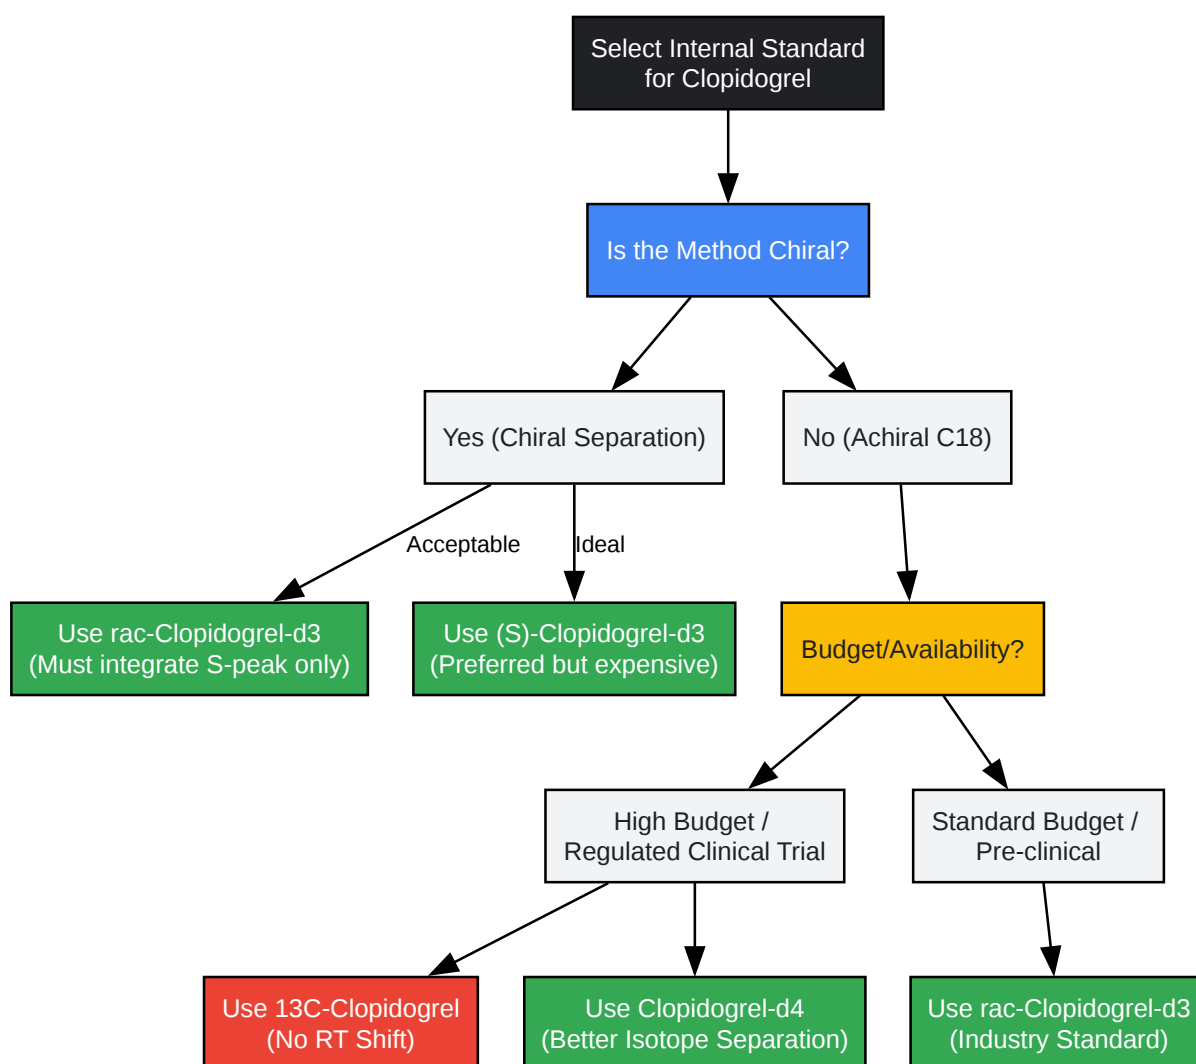 Select Internal Standard
for Clopidogrel
Is the Method Chiral?
Yes (Chiral Separation)
No (Achiral C18)
Acceptable
Ideal
Use rac-Clopidogrel-d3
(Must integrate S-peak only)
Use (S)-Clopidogrel-d3
(Preferred but expensive)
Budget/Availability?
High Budget /
Regulated Clinical Trial
Standard Budget /
Pre-clinical
Use 13C-Clopidogrel
(No RT Shift)
Use Clopidogrel-d4
(Better Isotope Separation)
Use rac-Clopidogrel-d3
(Industry Standard)